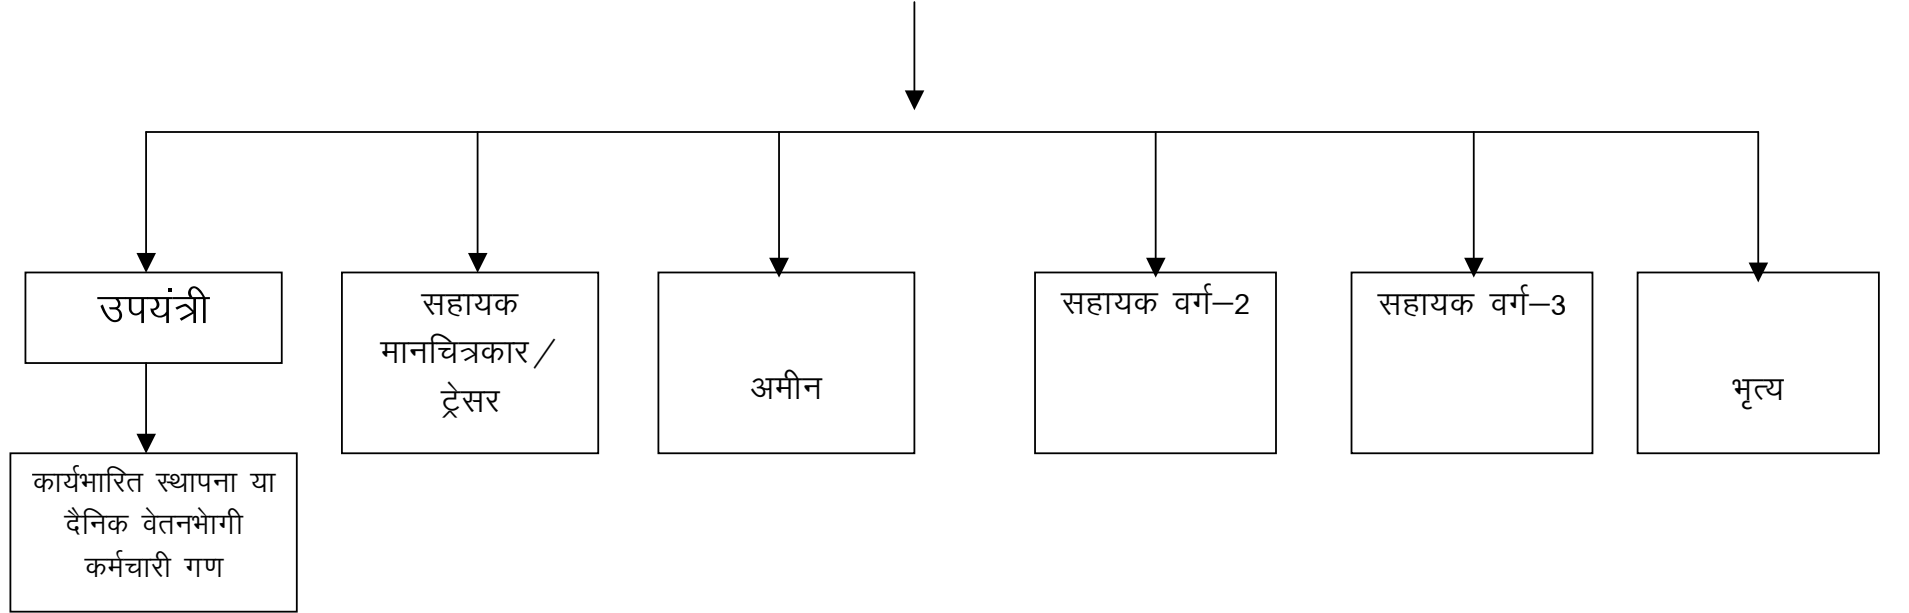 उपयंत्री
सहायक
मानचित्रकार/
ट्रेसर
अमीन
सहायक वर्ग–2
सहायक वर्ग–3
भृत्य
कार्यभारित स्थापना या
दैनिक वेतनभेागी
कर्मचारी गण